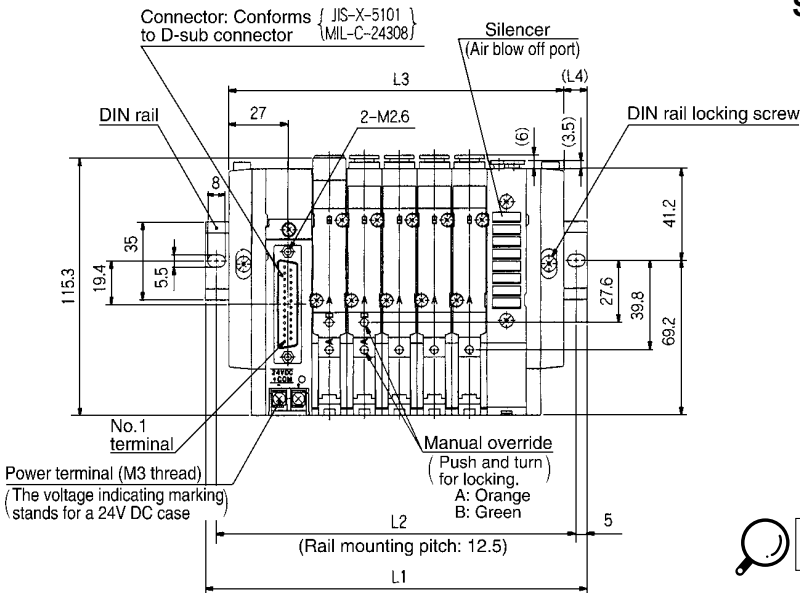 S
Connector: Conforms { JIS-X-5101
to D-sub connector MIL-C-24308 }
Silencer
(Air blow off port)
L3
(L4)
DIN rail
27
2-M2.6
(6)
(3.5)
DIN rail locking screw
8
35
5.5
19.4
115.3
41.2
27.6
39.8
69.2
B B B B B
A A A A A
B
A A
24VDC
+COM
No.1
terminal
Power terminal (M3 thread)
(The voltage indicating marking
stands for a 24V DC case)
Manual override
(Push and turn
for locking.)
A: Orange
B: Green
L2
5
(Rail mounting pitch: 12.5)
L1